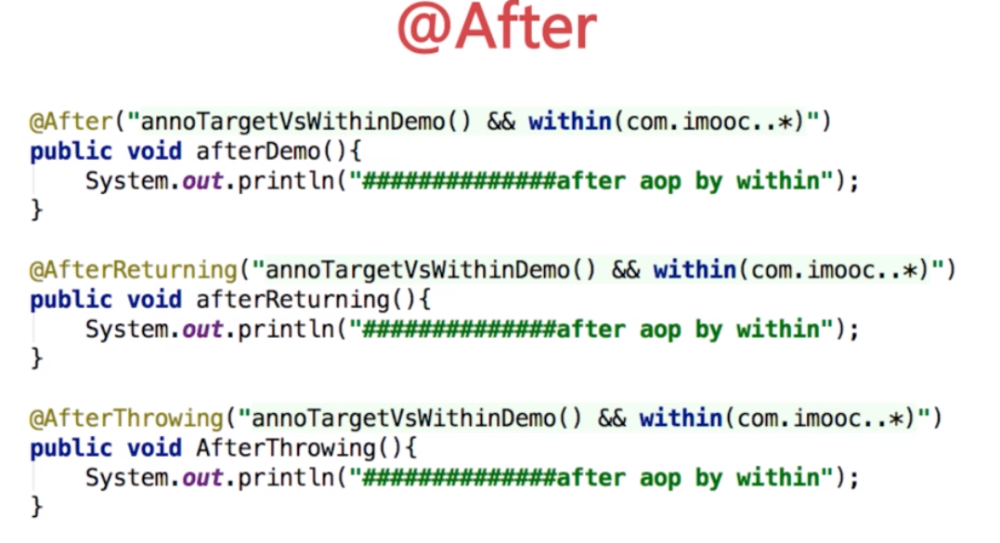 @After
@After("annoTargetVsWithinDemo() && within(com.imooc..*)")
public void afterDemo(){
    System.out.println("##############after aop by within");
}
@AfterReturning("annoTargetVsWithinDemo() && within(com.imooc..*)")
public void afterReturning(){
    System.out.println("##############after aop by within");
}
@AfterThrowing("annoTargetVsWithinDemo() && within(com.imooc..*)")
public void AfterThrowing(){
    System.out.println("##############after aop by within");
}